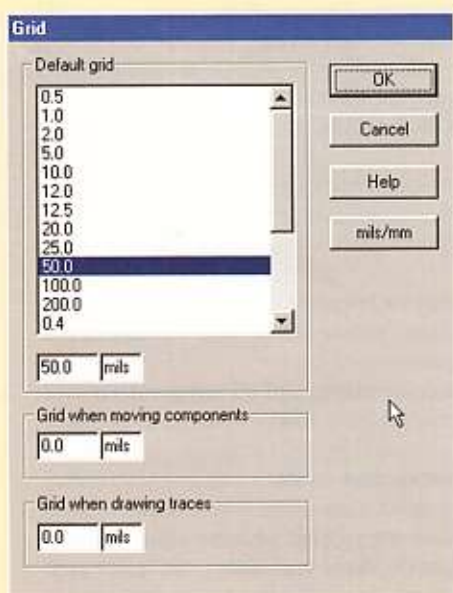 Grid
Default grid
0.5
1.0
2.0
5.0
10.0
12.0
12.5
20.0
25.0
50.0
100.0
200.0
0.4
50.0 mils
Grid when moving components
0.0 mils
Grid when drawing traces
0.0 mils
OK
Cancel
Help
mils/mm